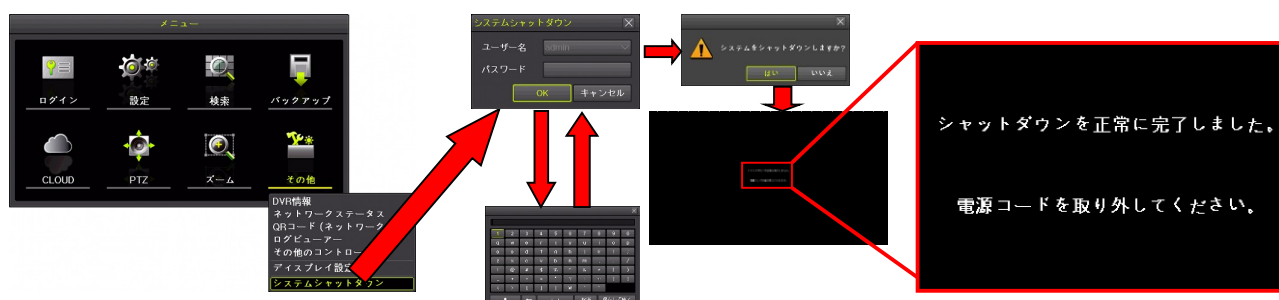 メニュー
ログイン
設定
検索
バックアップ
CLOUD
PTZ
ズーム
その他
DVR情報
ネットワークステータス
QRコード(ネットワーク
ログビューアー
その他のコントロー
ディスプレイ設定
システムシャットダウン
システムシャットダウン
ユーザー名 admin
パスワード
OK キャンセル
システムをシャットダウンしますか?
はい いいえ
シャットダウンを正常に完了しました。
電源コードを取り外してください。